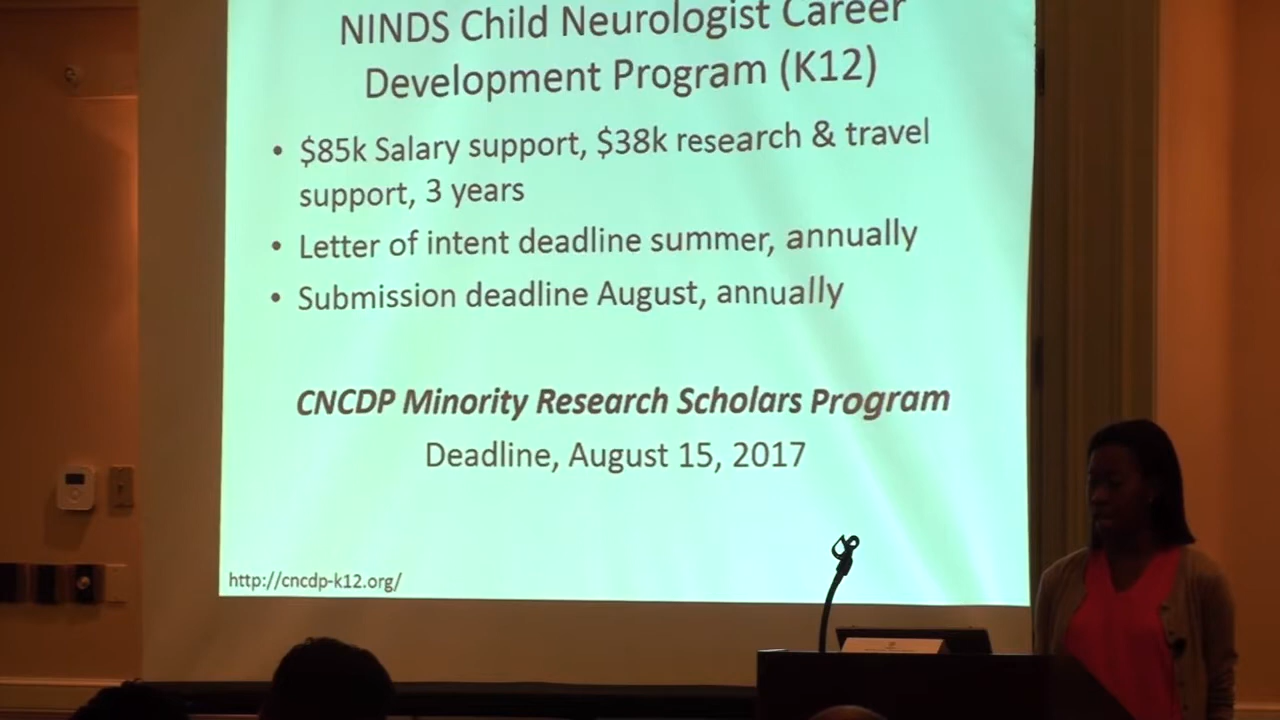 NINDS Child Neurologist Career
Development Program (K12)
• $85k Salary support, $38k research & travel
support, 3 years
• Letter of intent deadline summer, annually
• Submission deadline August, annually
CNCDP Minority Research Scholars Program
Deadline, August 15, 2017
http://cncdp-k12.org/